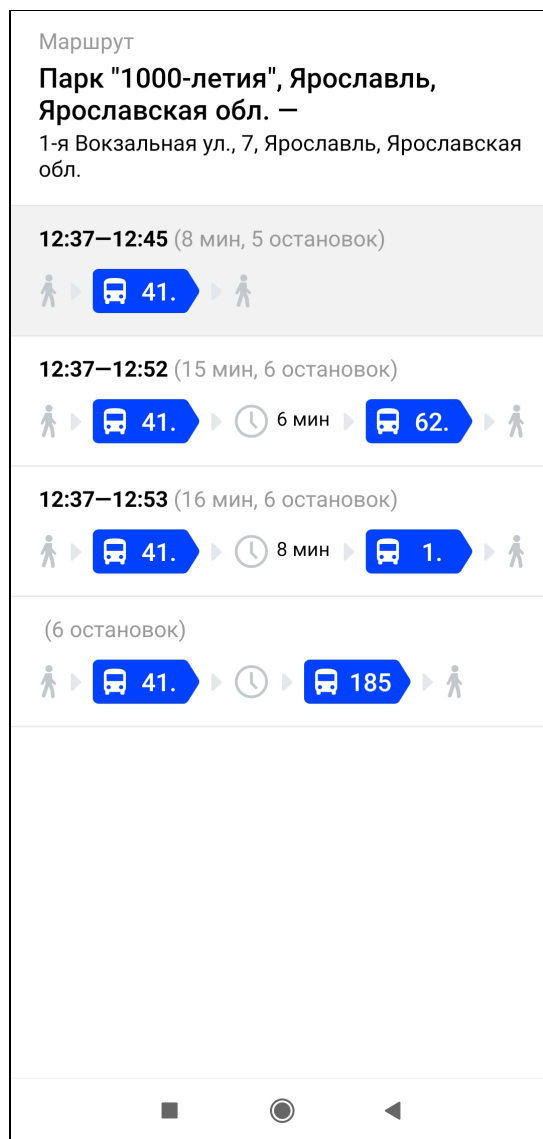 Маршрут
Парк "1000-летия", Ярославль,
Ярославская обл. —
1-я Вокзальная ул., 7, Ярославль, Ярославская
обл.
12:37—12:45 (8 мин, 5 остановок)
41.
12:37—12:52 (15 мин, 6 остановок)
41. 6 мин 62.
12:37—12:53 (16 мин, 6 остановок)
41. 8 мин 1.
(6 остановок)
41. 185